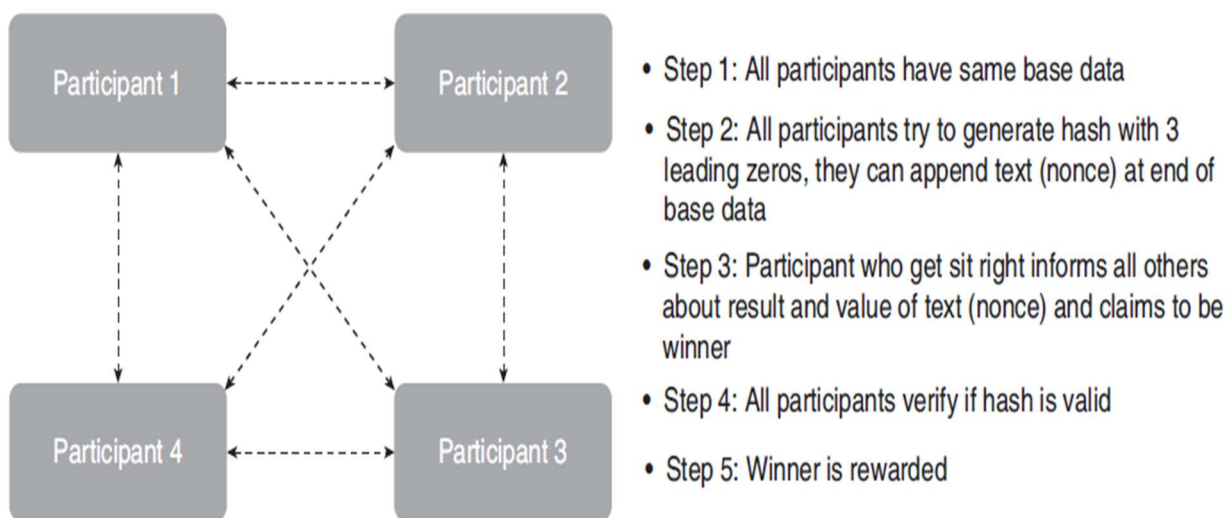 Participant 1
Participant 2
Participant 4
Participant 3
• Step 1: All participants have same base data
• Step 2: All participants try to generate hash with 3
leading zeros, they can append text (nonce) at end of
base data
• Step 3: Participant who get sit right informs all others
about result and value of text (nonce) and claims to be
winner
• Step 4: All participants verify if hash is valid
• Step 5: Winner is rewarded